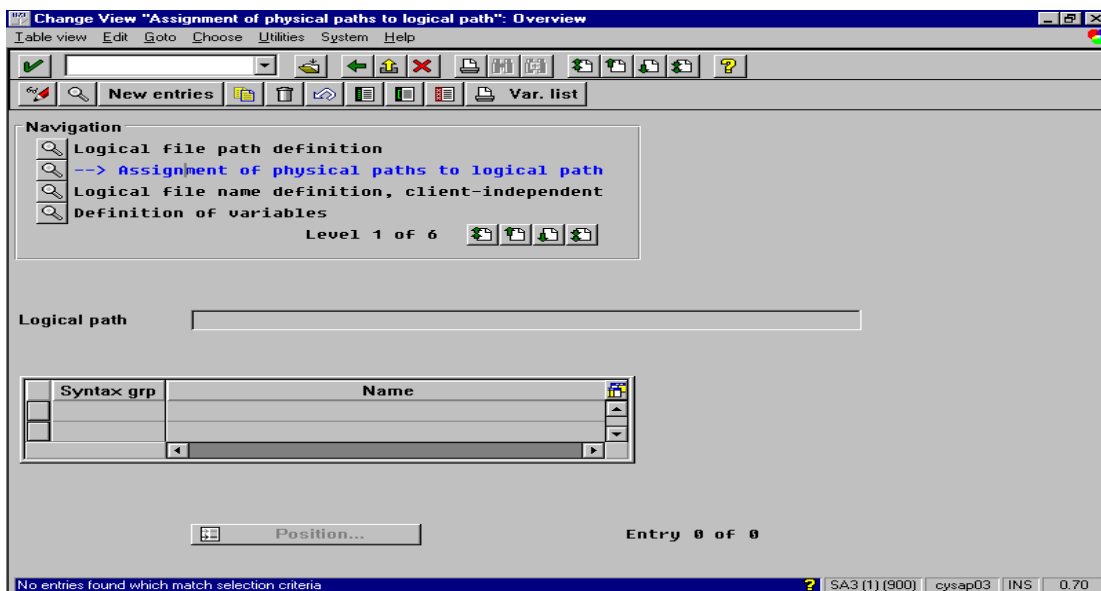 Change View "Assignment of physical paths to logical path": Overview
Table view Edit Goto Choose Utilities System Help
New entries Var. list
Navigation
Logical file path definition
--> Assignment of physical paths to logical path
Logical file name definition, client-independent
Definition of variables
Level 1 of 6
Logical path
Syntax grp Name
Position... Entry 0 of 0
No entries found which match selection criteria SA3 (1) (900) cysap03 INS 0.70